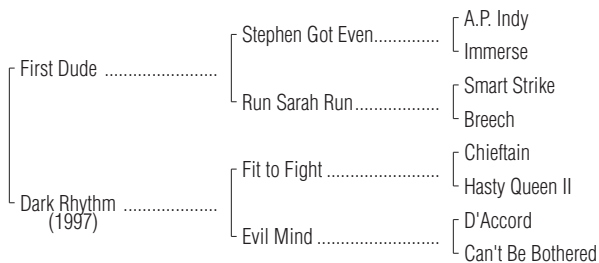 A.P. Indy
Stephen Got Even..............
Immerse
First Dude .......................
Smart Strike
Run Sarah Run..................
Breech
Chieftain
Fit to Fight ........................
Hasty Queen II
Dark Rhythm ...................
(1997)
D'Accord
Evil Mind ..........................
Can't Be Bothered